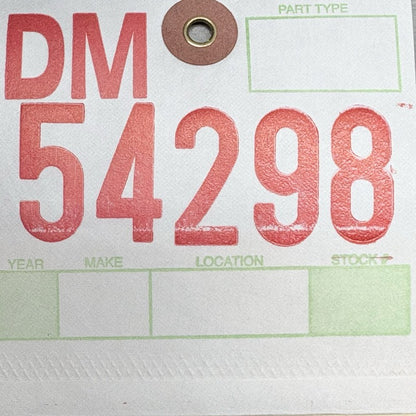 PART TYPE
DM
54298
YEAR MAKE LOCATION STOCK #